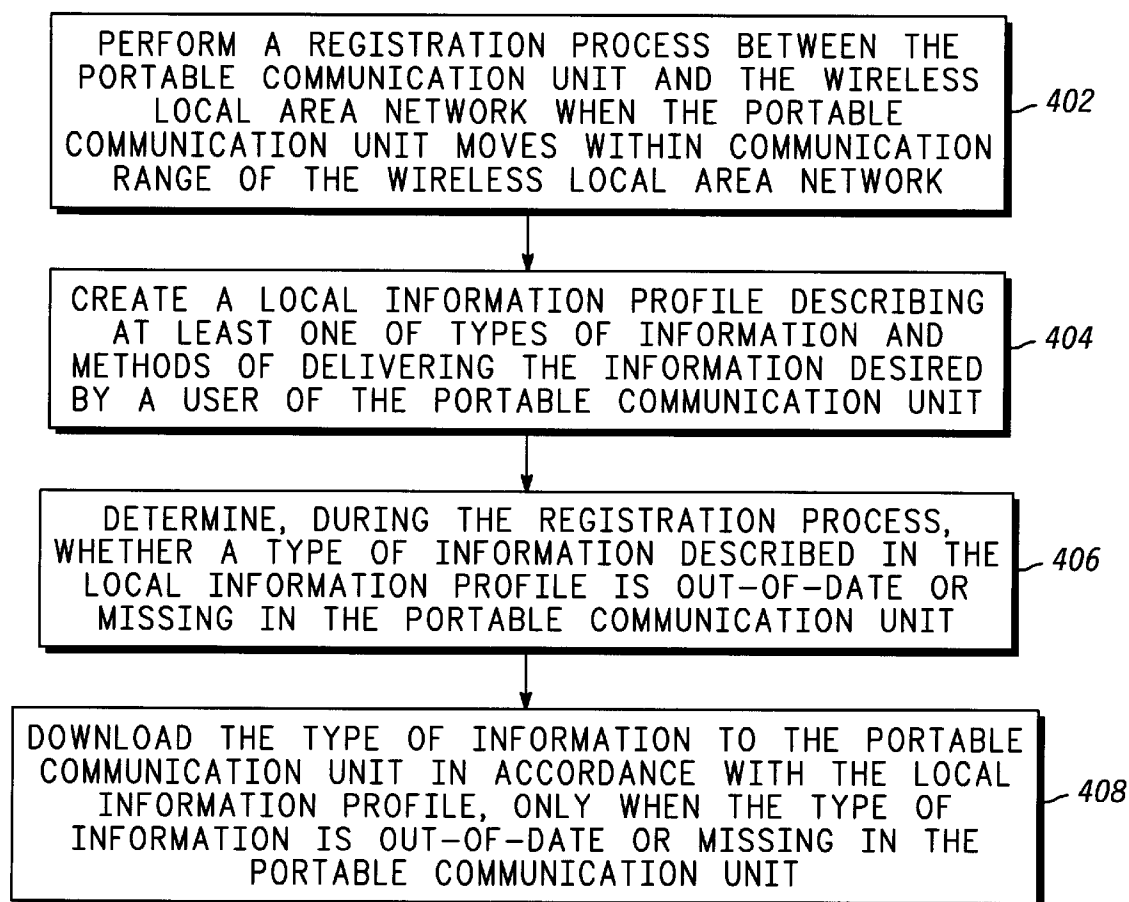 PERFORM A REGISTRATION PROCESS BETWEEN THE
PORTABLE COMMUNICATION UNIT AND THE WIRELESS
LOCAL AREA NETWORK WHEN THE PORTABLE
COMMUNICATION UNIT MOVES WITHIN COMMUNICATION
RANGE OF THE WIRELESS LOCAL AREA NETWORK
402
CREATE A LOCAL INFORMATION PROFILE DESCRIBING
AT LEAST ONE OF TYPES OF INFORMATION AND
METHODS OF DELIVERING THE INFORMATION DESIRED
BY A USER OF THE PORTABLE COMMUNICATION UNIT
404
DETERMINE, DURING THE REGISTRATION PROCESS,
WHETHER A TYPE OF INFORMATION DESCRIBED IN THE
LOCAL INFORMATION PROFILE IS OUT-OF-DATE OR
MISSING IN THE PORTABLE COMMUNICATION UNIT
406
DOWNLOAD THE TYPE OF INFORMATION TO THE PORTABLE
COMMUNICATION UNIT IN ACCORDANCE WITH THE LOCAL
INFORMATION PROFILE, ONLY WHEN THE TYPE OF
INFORMATION IS OUT-OF-DATE OR MISSING IN THE
PORTABLE COMMUNICATION UNIT
408